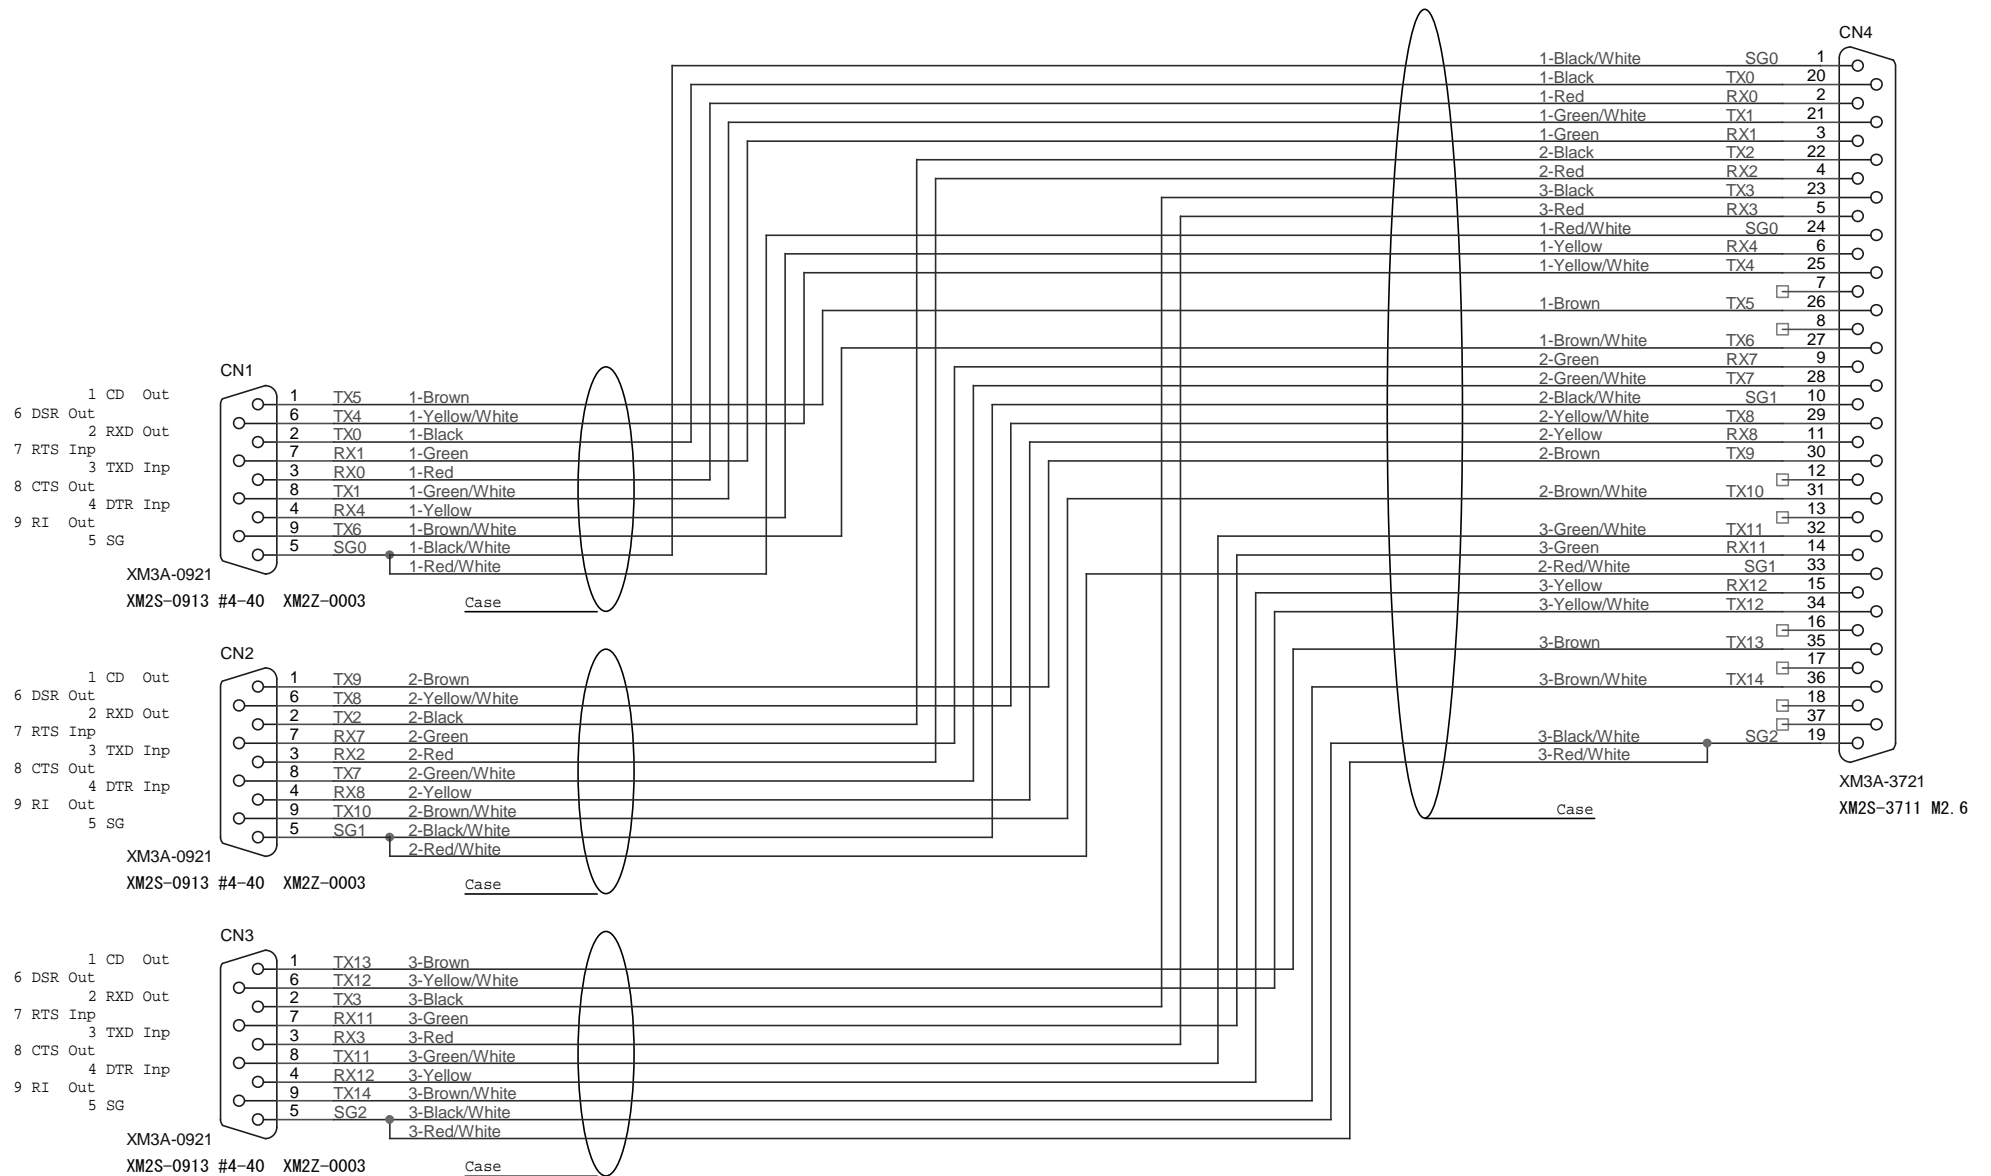 CN4
1-Black/White SG0 1
1-Black TX0 20
1-Red RX0 2
1-Green/White TX1 21
1-Green RX1 3
2-Black TX2 22
2-Red RX2 4
3-Black TX3 23
3-Red RX3 5
1-Red/White SG0 24
1-Yellow RX4 6
1-Yellow/White TX4 25
7
1-Brown TX5 26
8
1-Brown/White TX6 27
2-Green RX7 9
2-Green/White TX7 28
2-Black/White SG1 10
2-Yellow/White TX8 29
2-Yellow RX8 11
2-Brown TX9 30
12
2-Brown/White TX10 31
13
3-Green/White TX11 32
3-Green RX11 14
2-Red/White SG1 33
3-Yellow RX12 15
3-Yellow/White TX12 34
16
3-Brown TX13 35
17
3-Brown/White TX14 36
18
37
3-Black/White SG2 19
3-Red/White
XM3A-3721
XM2S-3711 M2.6
Case
CN1
1 CD Out
6 DSR Out
2 RXD Out
7 RTS Inp
3 TXD Inp
8 CTS Out
4 DTR Inp
9 RI Out
5 SG
1 TX5 1-Brown
6 TX4 1-Yellow/White
2 TX0 1-Black
7 RX1 1-Green
3 RX0 1-Red
8 TX1 1-Green/White
4 RX4 1-Yellow
9 TX6 1-Brown/White
5 SG0 1-Black/White
1-Red/White
XM3A-0921
XM2S-0913 #4-40 XM2Z-0003
Case
CN2
1 CD Out
6 DSR Out
2 RXD Out
7 RTS Inp
3 TXD Inp
8 CTS Out
4 DTR Inp
9 RI Out
5 SG
1 TX9 2-Brown
6 TX8 2-Yellow/White
2 TX2 2-Black
7 RX7 2-Green
3 RX2 2-Red
8 TX7 2-Green/White
4 RX8 2-Yellow
9 TX10 2-Brown/White
5 SG1 2-Black/White
2-Red/White
XM3A-0921
XM2S-0913 #4-40 XM2Z-0003
Case
CN3
1 CD Out
6 DSR Out
2 RXD Out
7 RTS Inp
3 TXD Inp
8 CTS Out
4 DTR Inp
9 RI Out
5 SG
1 TX13 3-Brown
6 TX12 3-Yellow/White
2 TX3 3-Black
7 RX11 3-Green
3 RX3 3-Red
8 TX11 3-Green/White
4 RX12 3-Yellow
9 TX14 3-Brown/White
5 SG2 3-Black/White
3-Red/White
XM3A-0921
XM2S-0913 #4-40 XM2Z-0003
Case